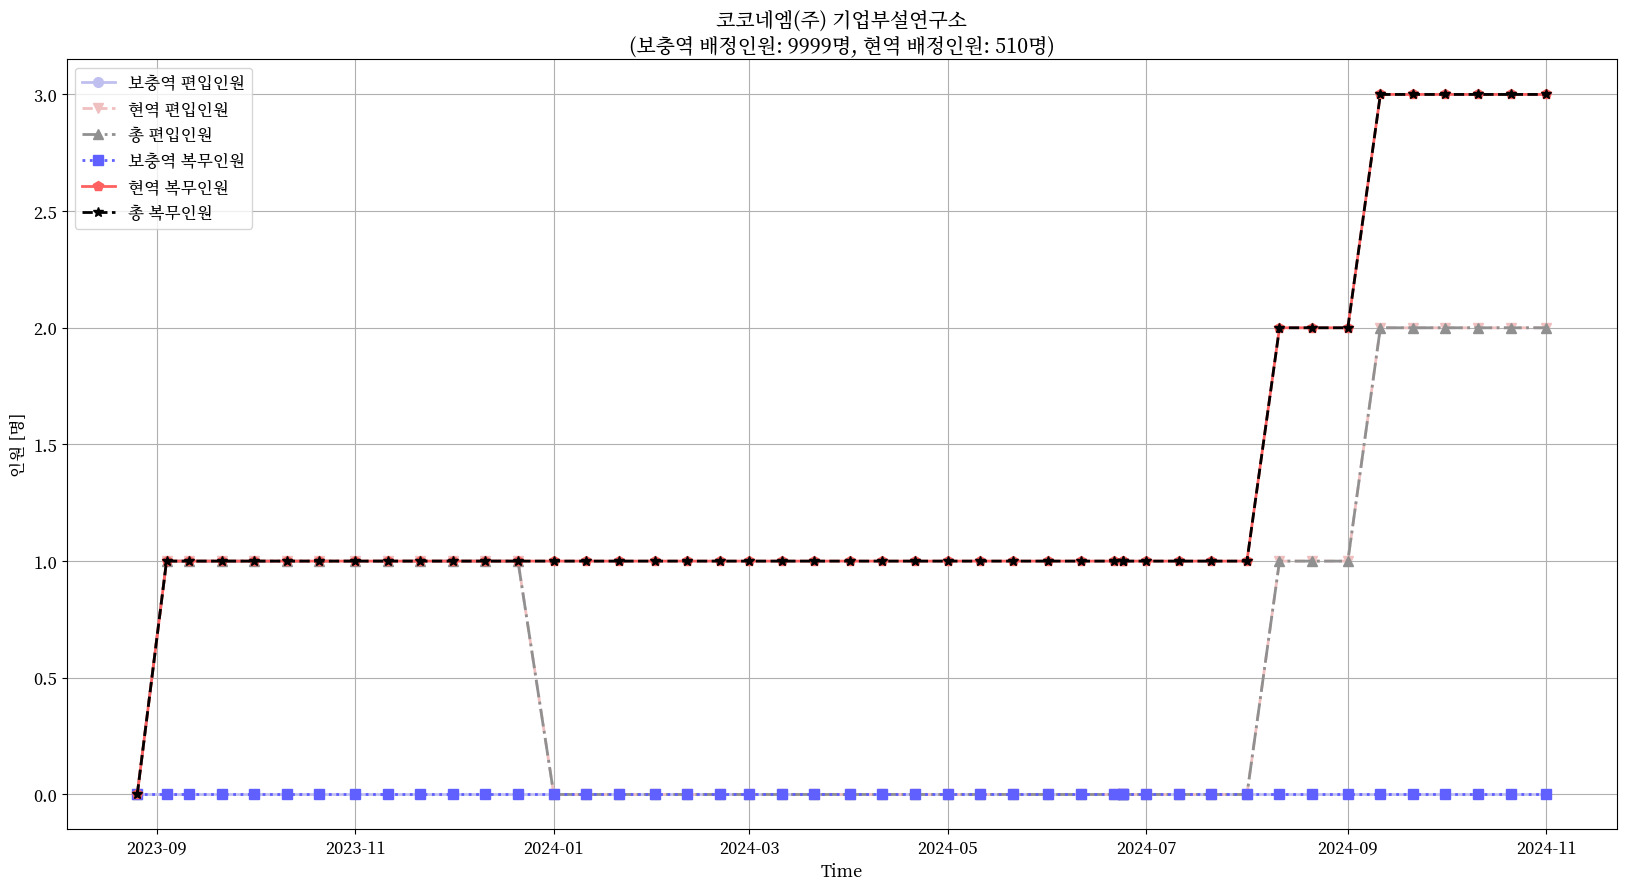 코코네엠(주) 기업부설연구소
(보충역 배정인원: 9999명, 현역 배정인원: 510명)
보충역 편입인원
현역 편입인원
총 편입인원
보충역 복무인원
현역 복무인원
총 복무인원
3.0
2.5
2.0
1.5
1.0
0.5
0.0
인원 [명]
2023-09
2023-11
2024-01
2024-03
2024-05
2024-07
2024-09
2024-11
Time